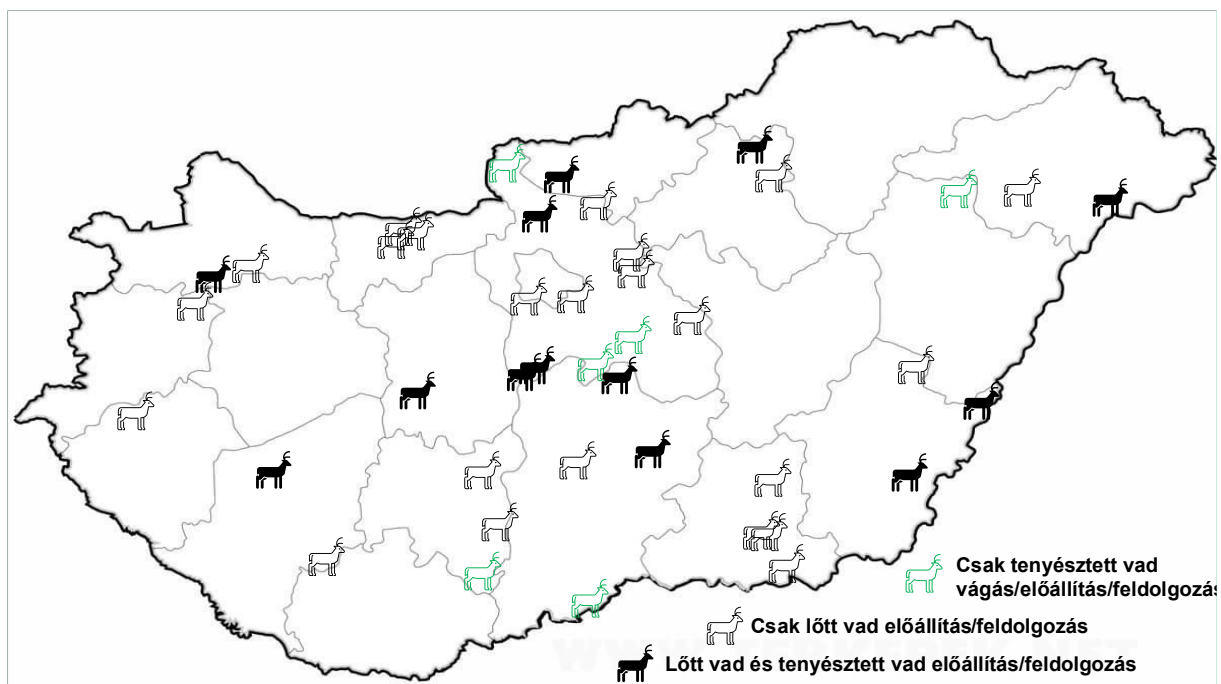 Csak tenyésztett vad
vágás/előállítás/feldolgozás
Csak lőtt vad előállítás/feldolgozás
Lőtt vad és tenyésztett vad előállítás/feldolgozás